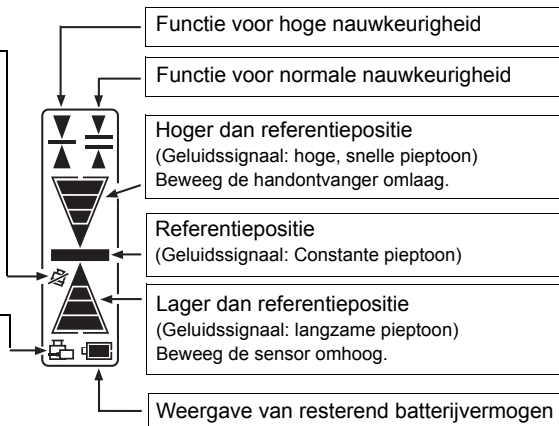 Functie voor hoge nauwkeurigheid
Functie voor normale nauwkeurigheid
Hoger dan referentiepositie
(Geluidssignaal: hoge, snelle pieptoon)
Beweeg de handontvanger omlaag.
Referentiepositie
(Geluidssignaal: Constante pieptoon)
Lager dan referentiepositie
(Geluidssignaal: langzame pieptoon)
Beweeg de sensor omhoog.
Weergave van resterend batterijvermogen